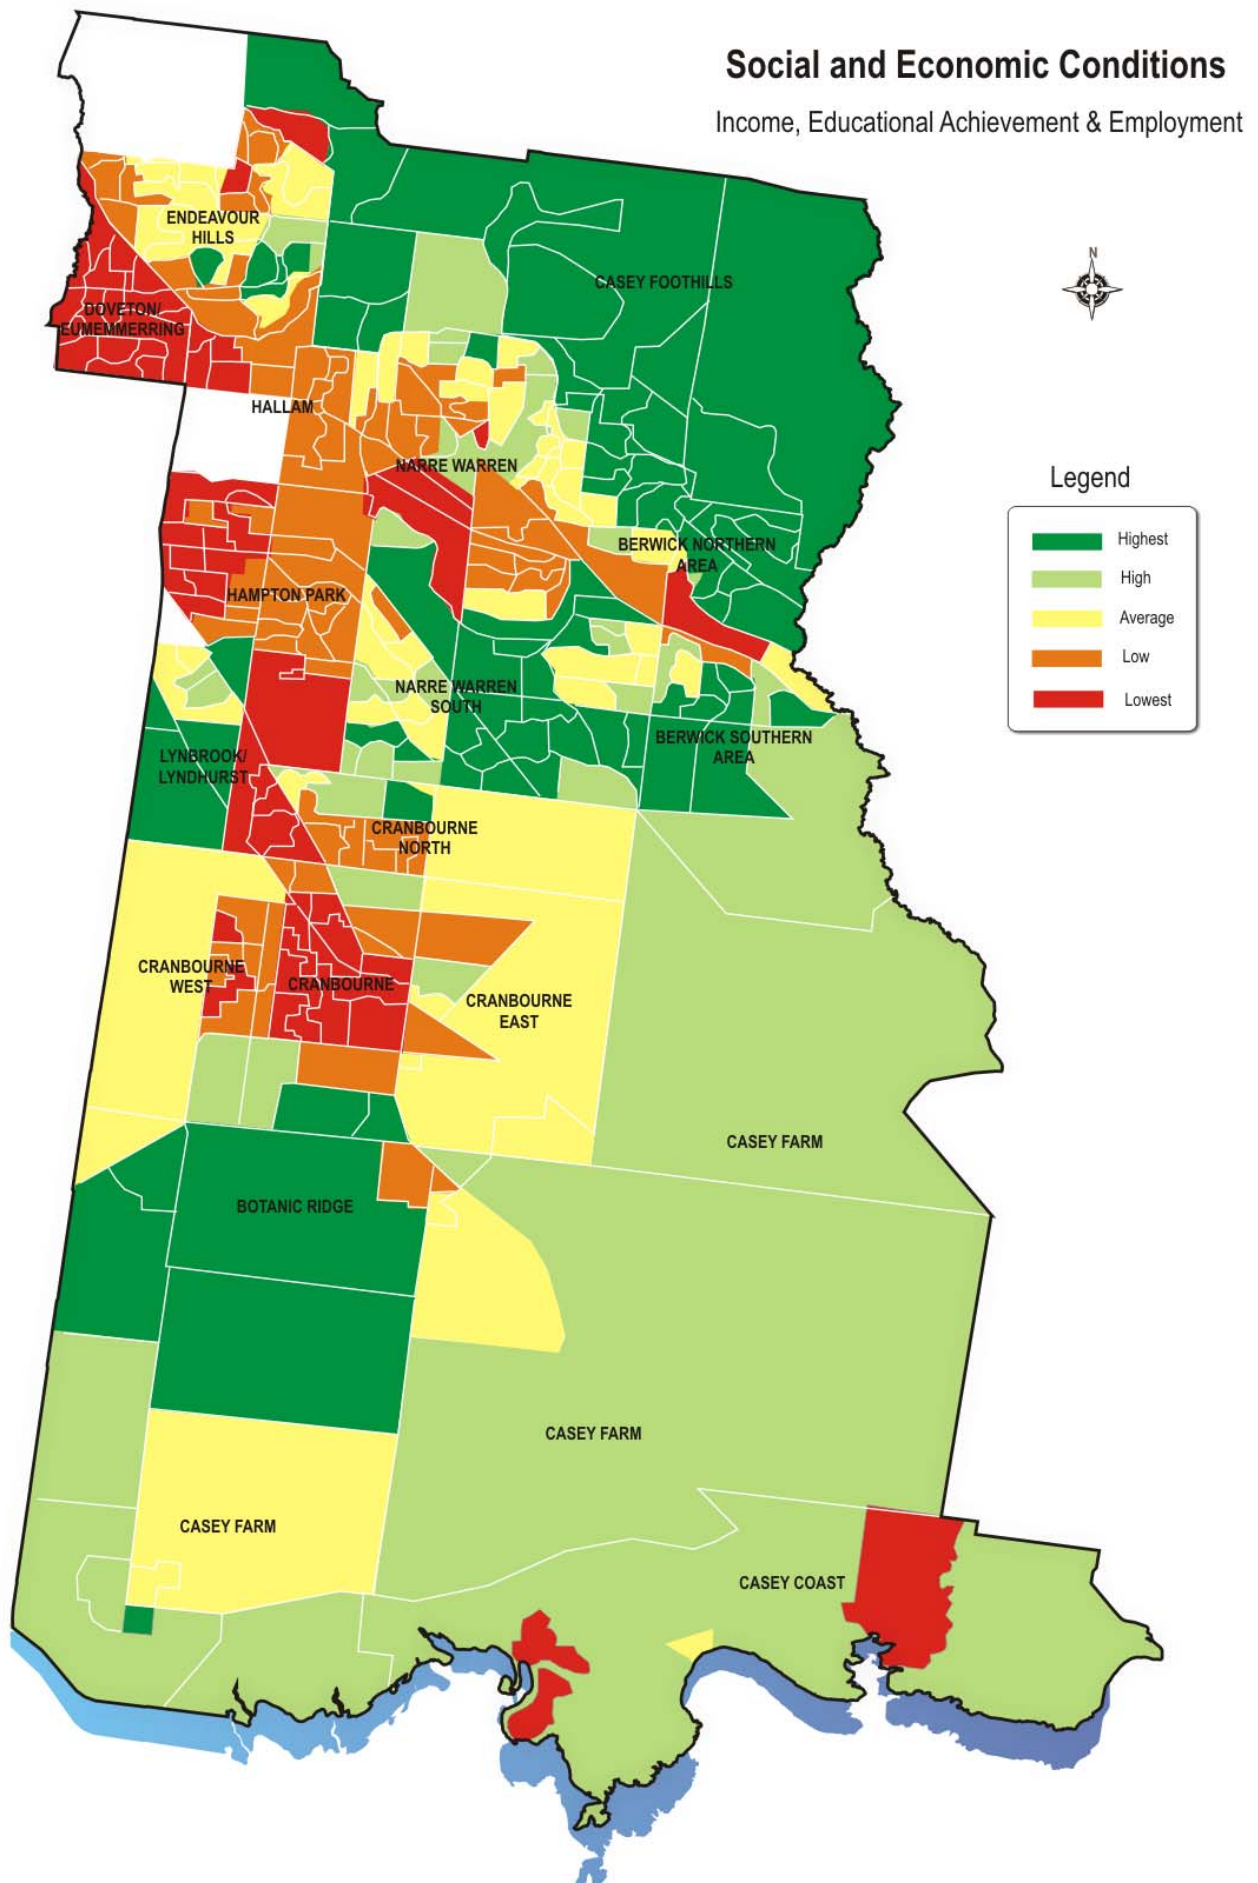 Social and Economic Conditions
Income, Educational Achievement & Employment
N
ENDEAVOUR
HILLS
CASEY FOOTHILLS
DOVETON/
EUMEMMERRING
HALLAM
NARRE WARREN
Legend
Highest
High
Average
Low
Lowest
BERWICK NORTHERN
AREA
HAMPTON PARK
NARRE WARREN
SOUTH
BERWICK SOUTHERN
AREA
LYNBROOK/
LYNDHURST
CRANBOURNE
NORTH
CRANBOURNE
WEST
CRANBOURNE
CRANBOURNE
EAST
CASEY FARM
BOTANIC RIDGE
CASEY FARM
CASEY FARM
CASEY COAST